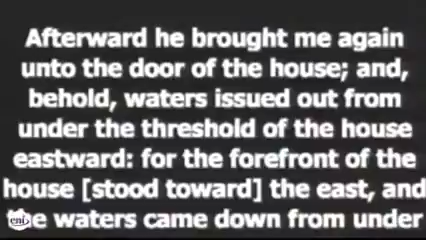 Afterward he brought me again
unto the door of the house; and,
behold, waters issued out from
under the threshold of the house
eastward: for the forefront of the
house [stood toward] the east, and
waters came down from under